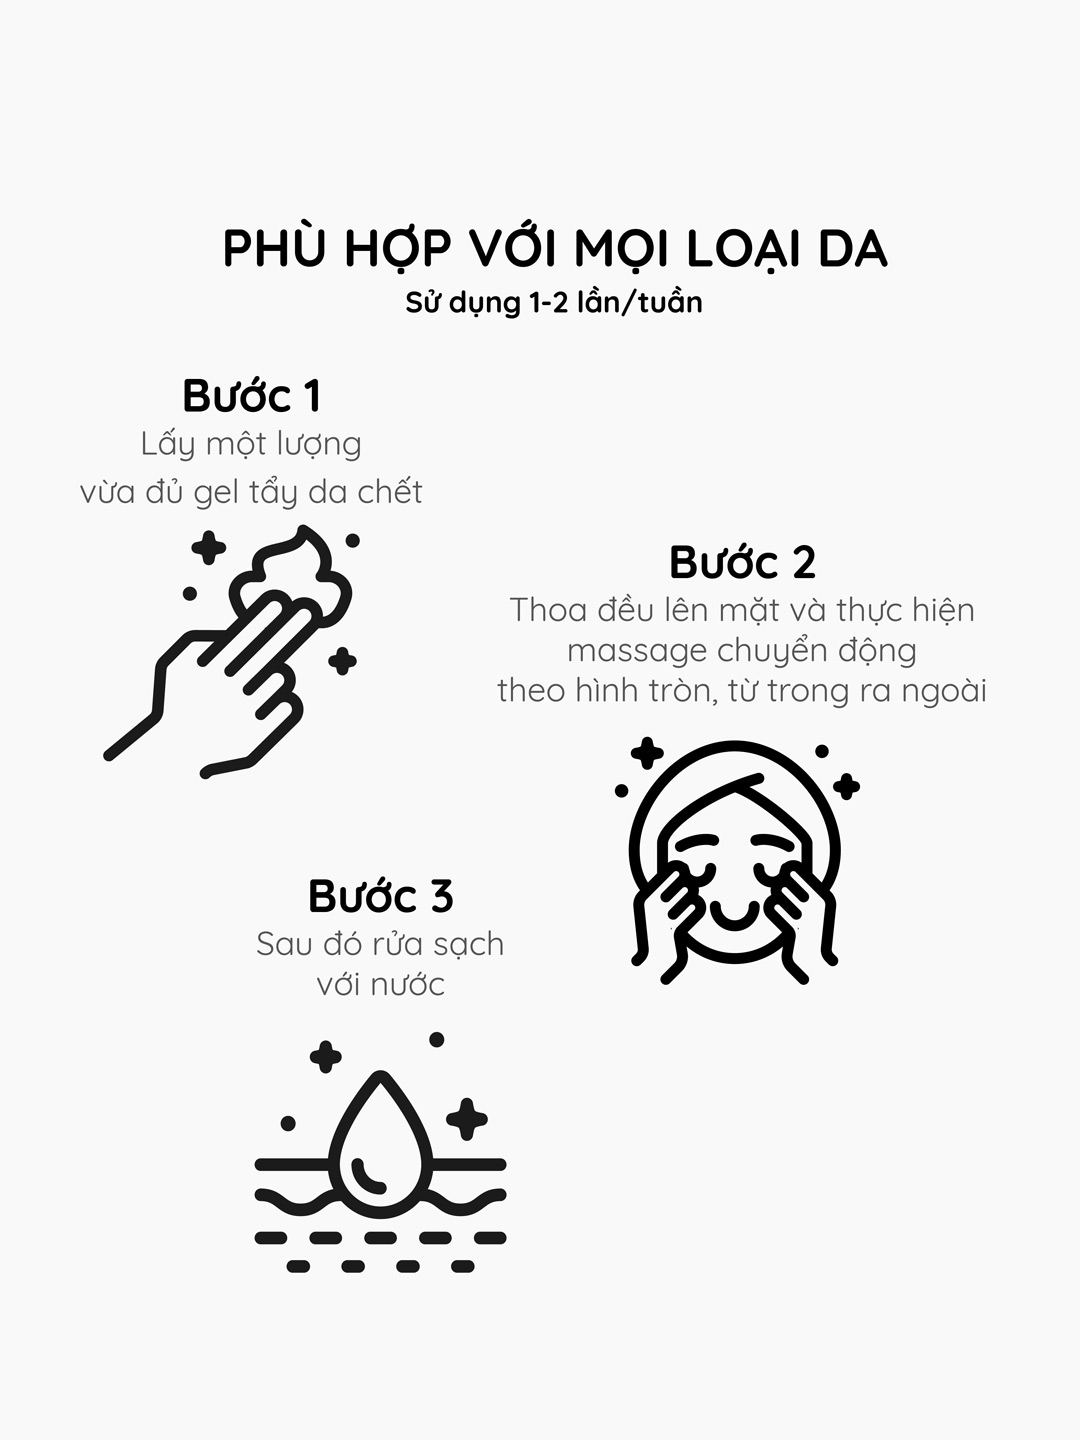 PHÙ HỢP VỚI MỌI LOẠI DA
Sử dụng 1-2 lần/tuần
Bước 1
Lấy một lượng
vừa đủ gel tẩy da chết
Bước 2
Thoa đều lên mặt và thực hiện
massage chuyển động
theo hình tròn, từ trong ra ngoài
Bước 3
Sau đó rửa sạch
với nước